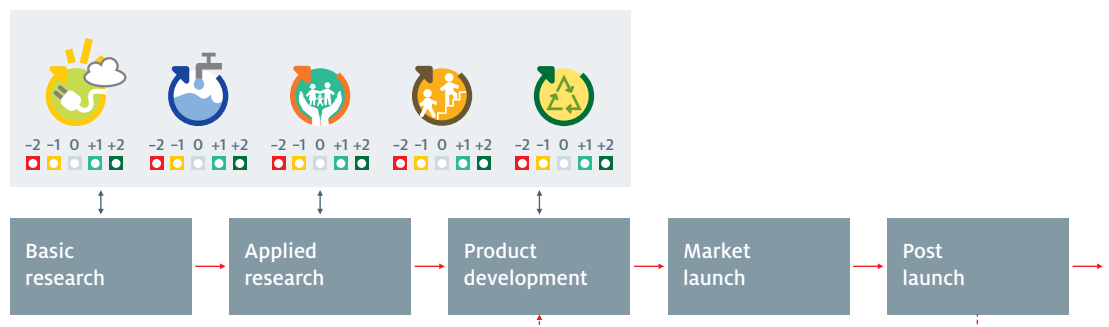 −2 −1 0 +1 +2 −2 −1 0 +1 +2 −2 −1 0 +1 +2 −2 −1 0 +1 +2 −2 −1 0 +1 +2
Basic
research
Applied
research
Product
development
Market
launch
Post
launch